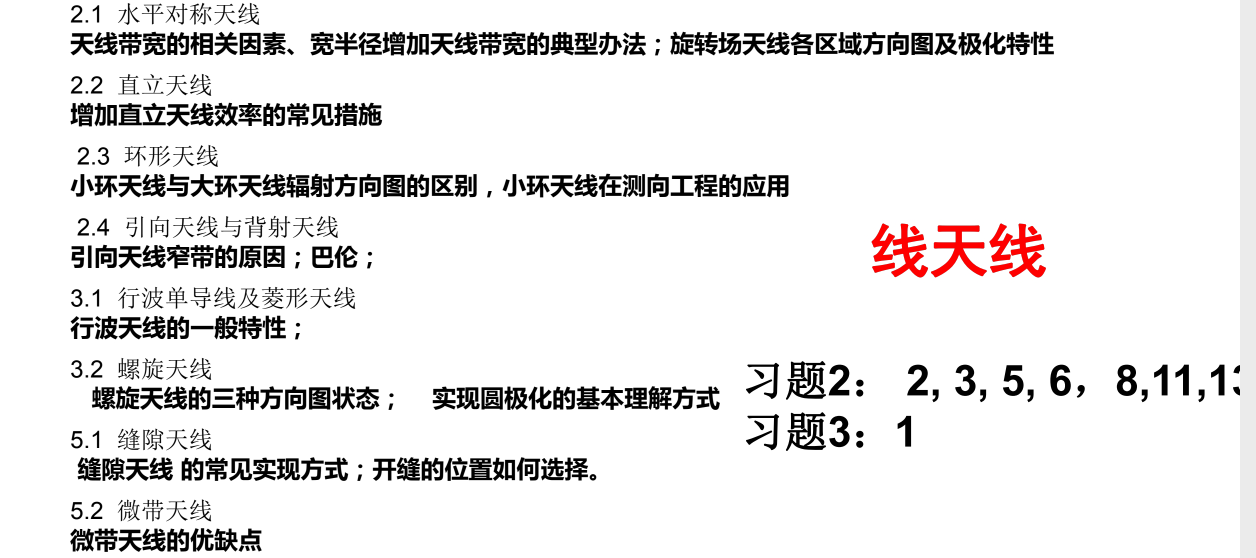 2.1 水平对称天线
天线带宽的相关因素、宽半径增加天线带宽的典型办法；旋转场天线各区域方向图及极化特性
2.2 直立天线
增加直立天线效率的常见措施
2.3 环形天线
小环天线与大环天线辐射方向图的区别，小环天线在测向工程的应用
2.4 引向天线与背射天线
引向天线窄带的原因；巴伦；
线天线
3.1 行波单导线及菱形天线
行波天线的一般特性；
3.2 螺旋天线
螺旋天线的三种方向图状态； 实现圆极化的基本理解方式
习题2： 2, 3, 5, 6，8,11,13
习题3：1
5.1 缝隙天线
缝隙天线 的常见实现方式；开缝的位置如何选择。
5.2 微带天线
微带天线的优缺点